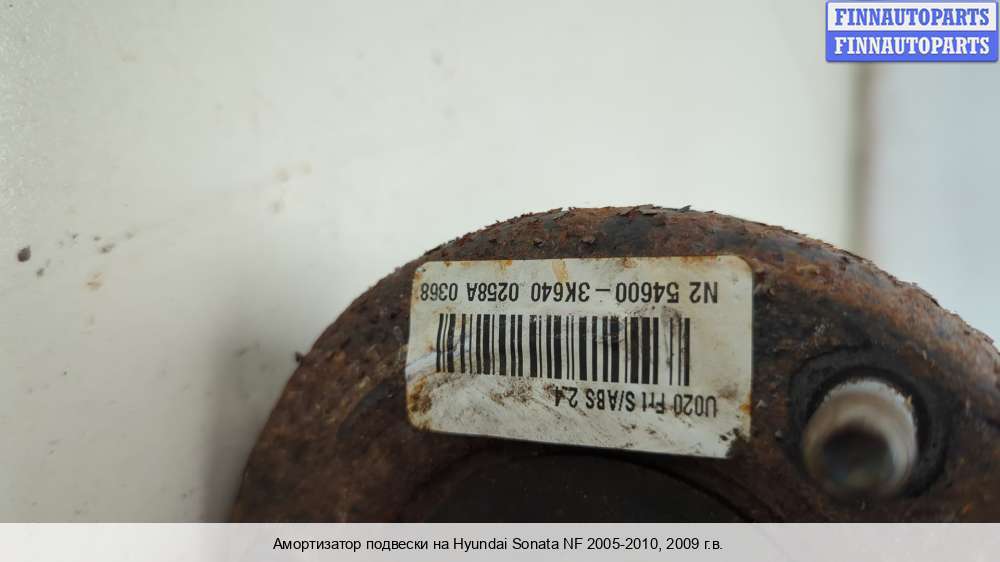 FINNAUTOPARTS
FINNAUTOPARTS
U020 Frt S/ABS 2.4
N2 54600-3K640 0258A 0368
Амортизатор подвески на Hyundai Sonata NF 2005-2010, 2009 г.в.